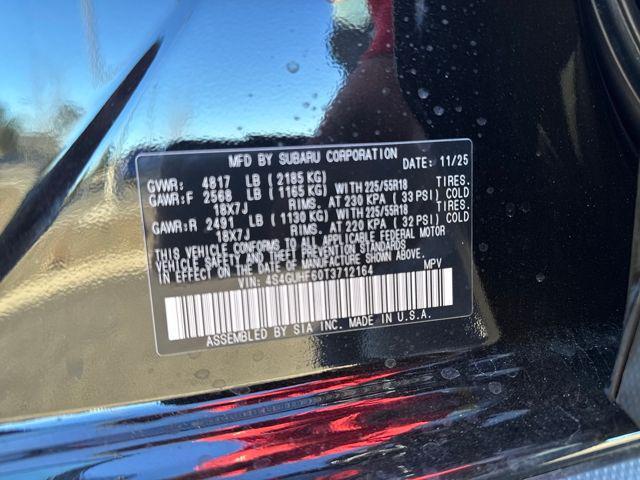 MFD BY SUBARU CORPORATION DATE: 11/25
GVWR: 4817 LB (2185 KG)
GAWR:F 2568 LB (1165 KG) WITH 225/55R18 TIRES.
18X7J RIMS. AT 230 KPA ( 33 PSI) COLD
GAWR:R 2491 LB (1130 KG) WITH 225/55R18 TIRES.
18X7J RIMS. AT 220 KPA ( 32 PSI) COLD
THIS VEHICLE CONFORMS TO ALL APPLICABLE FEDERAL MOTOR
VEHICLE SAFETY AND THEFT PREVENTION STANDARDS
IN EFFECT ON THE DATE OF MANUFACTURE SHOWN ABOVE.
VIN: 4S4GUHF60T3712164 MPV
ASSEMBLED BY SIA INC. MADE IN U.S.A.